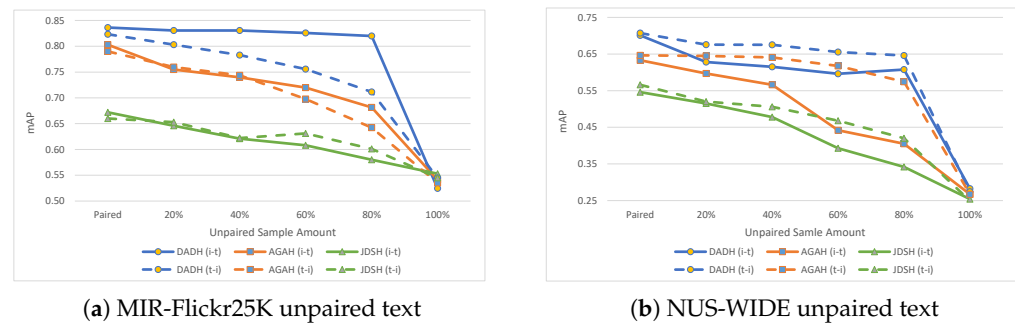 0.85
0.80
0.75
0.70
0.65
0.60
0.55
0.50
mAP
Paired 20% 40% 60% 80% 100%
Unpaired Sample Amount
DADH (i-t) AGAH (i-t) JDSH (i-t)
DADH (t-i) AGAH (t-i) JDSH (t-i)
(a) MIR-Flickr25K unpaired text
0.75
0.65
0.55
0.45
0.35
0.25
mAP
Paired 20% 40% 60% 80% 100%
Unpaired Sarnle Amount
DADH (i-t) AGAH (i-t) JDSH (i-t)
DADH (t-i) AGAH (t-i) JDSH (t-i)
(b) NUS-WIDE unpaired text